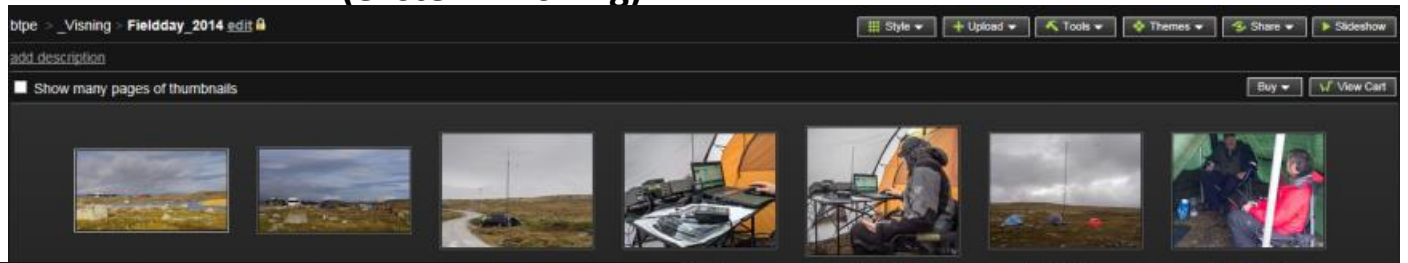 btpe > _Visning > Fieldday_2014 edit
Style
Upload
Tools
Themes
Share
Slideshow
add description
Show many pages of thumbnails
Buy
View Cart